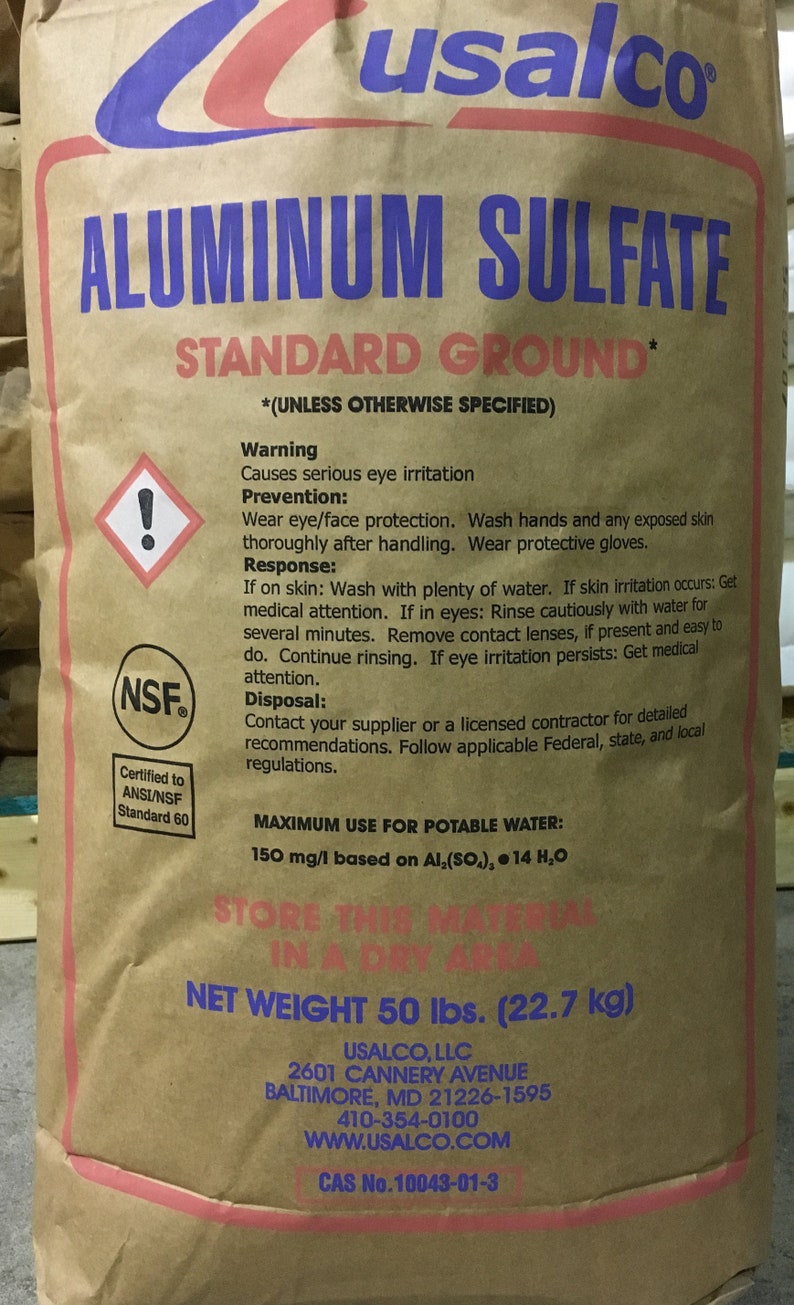 usalco®
ALUMINUM SULFATE
STANDARD GROUND*
*(UNLESS OTHERWISE SPECIFIED)
Warning
Causes serious eye irritation
Prevention:
Wear eye/face protection. Wash hands and any exposed skin
thoroughly after handling. Wear protective gloves.
Response:
If on skin: Wash with plenty of water. If skin irritation occurs: Get
medical attention. If in eyes: Rinse cautiously with water for
several minutes. Remove contact lenses, if present and easy to
do. Continue rinsing. If eye irritation persists: Get medical
attention.
Disposal:
Contact your supplier or a licensed contractor for detailed
recommendations. Follow applicable Federal, state, and local
regulations.
NSF®
Certified to
ANSI/NSF
Standard 60
MAXIMUM USE FOR POTABLE WATER:
150 mg/l based on Al₂(SO₄)₃ ● 14 H₂O
STORE THIS MATERIAL
IN A DRY AREA
NET WEIGHT 50 lbs. (22.7 kg)
USALCO, LLC
2601 CANNERY AVENUE
BALTIMORE, MD 21226-1595
410-354-0100
WWW.USALCO.COM
CAS No. 10043-01-3